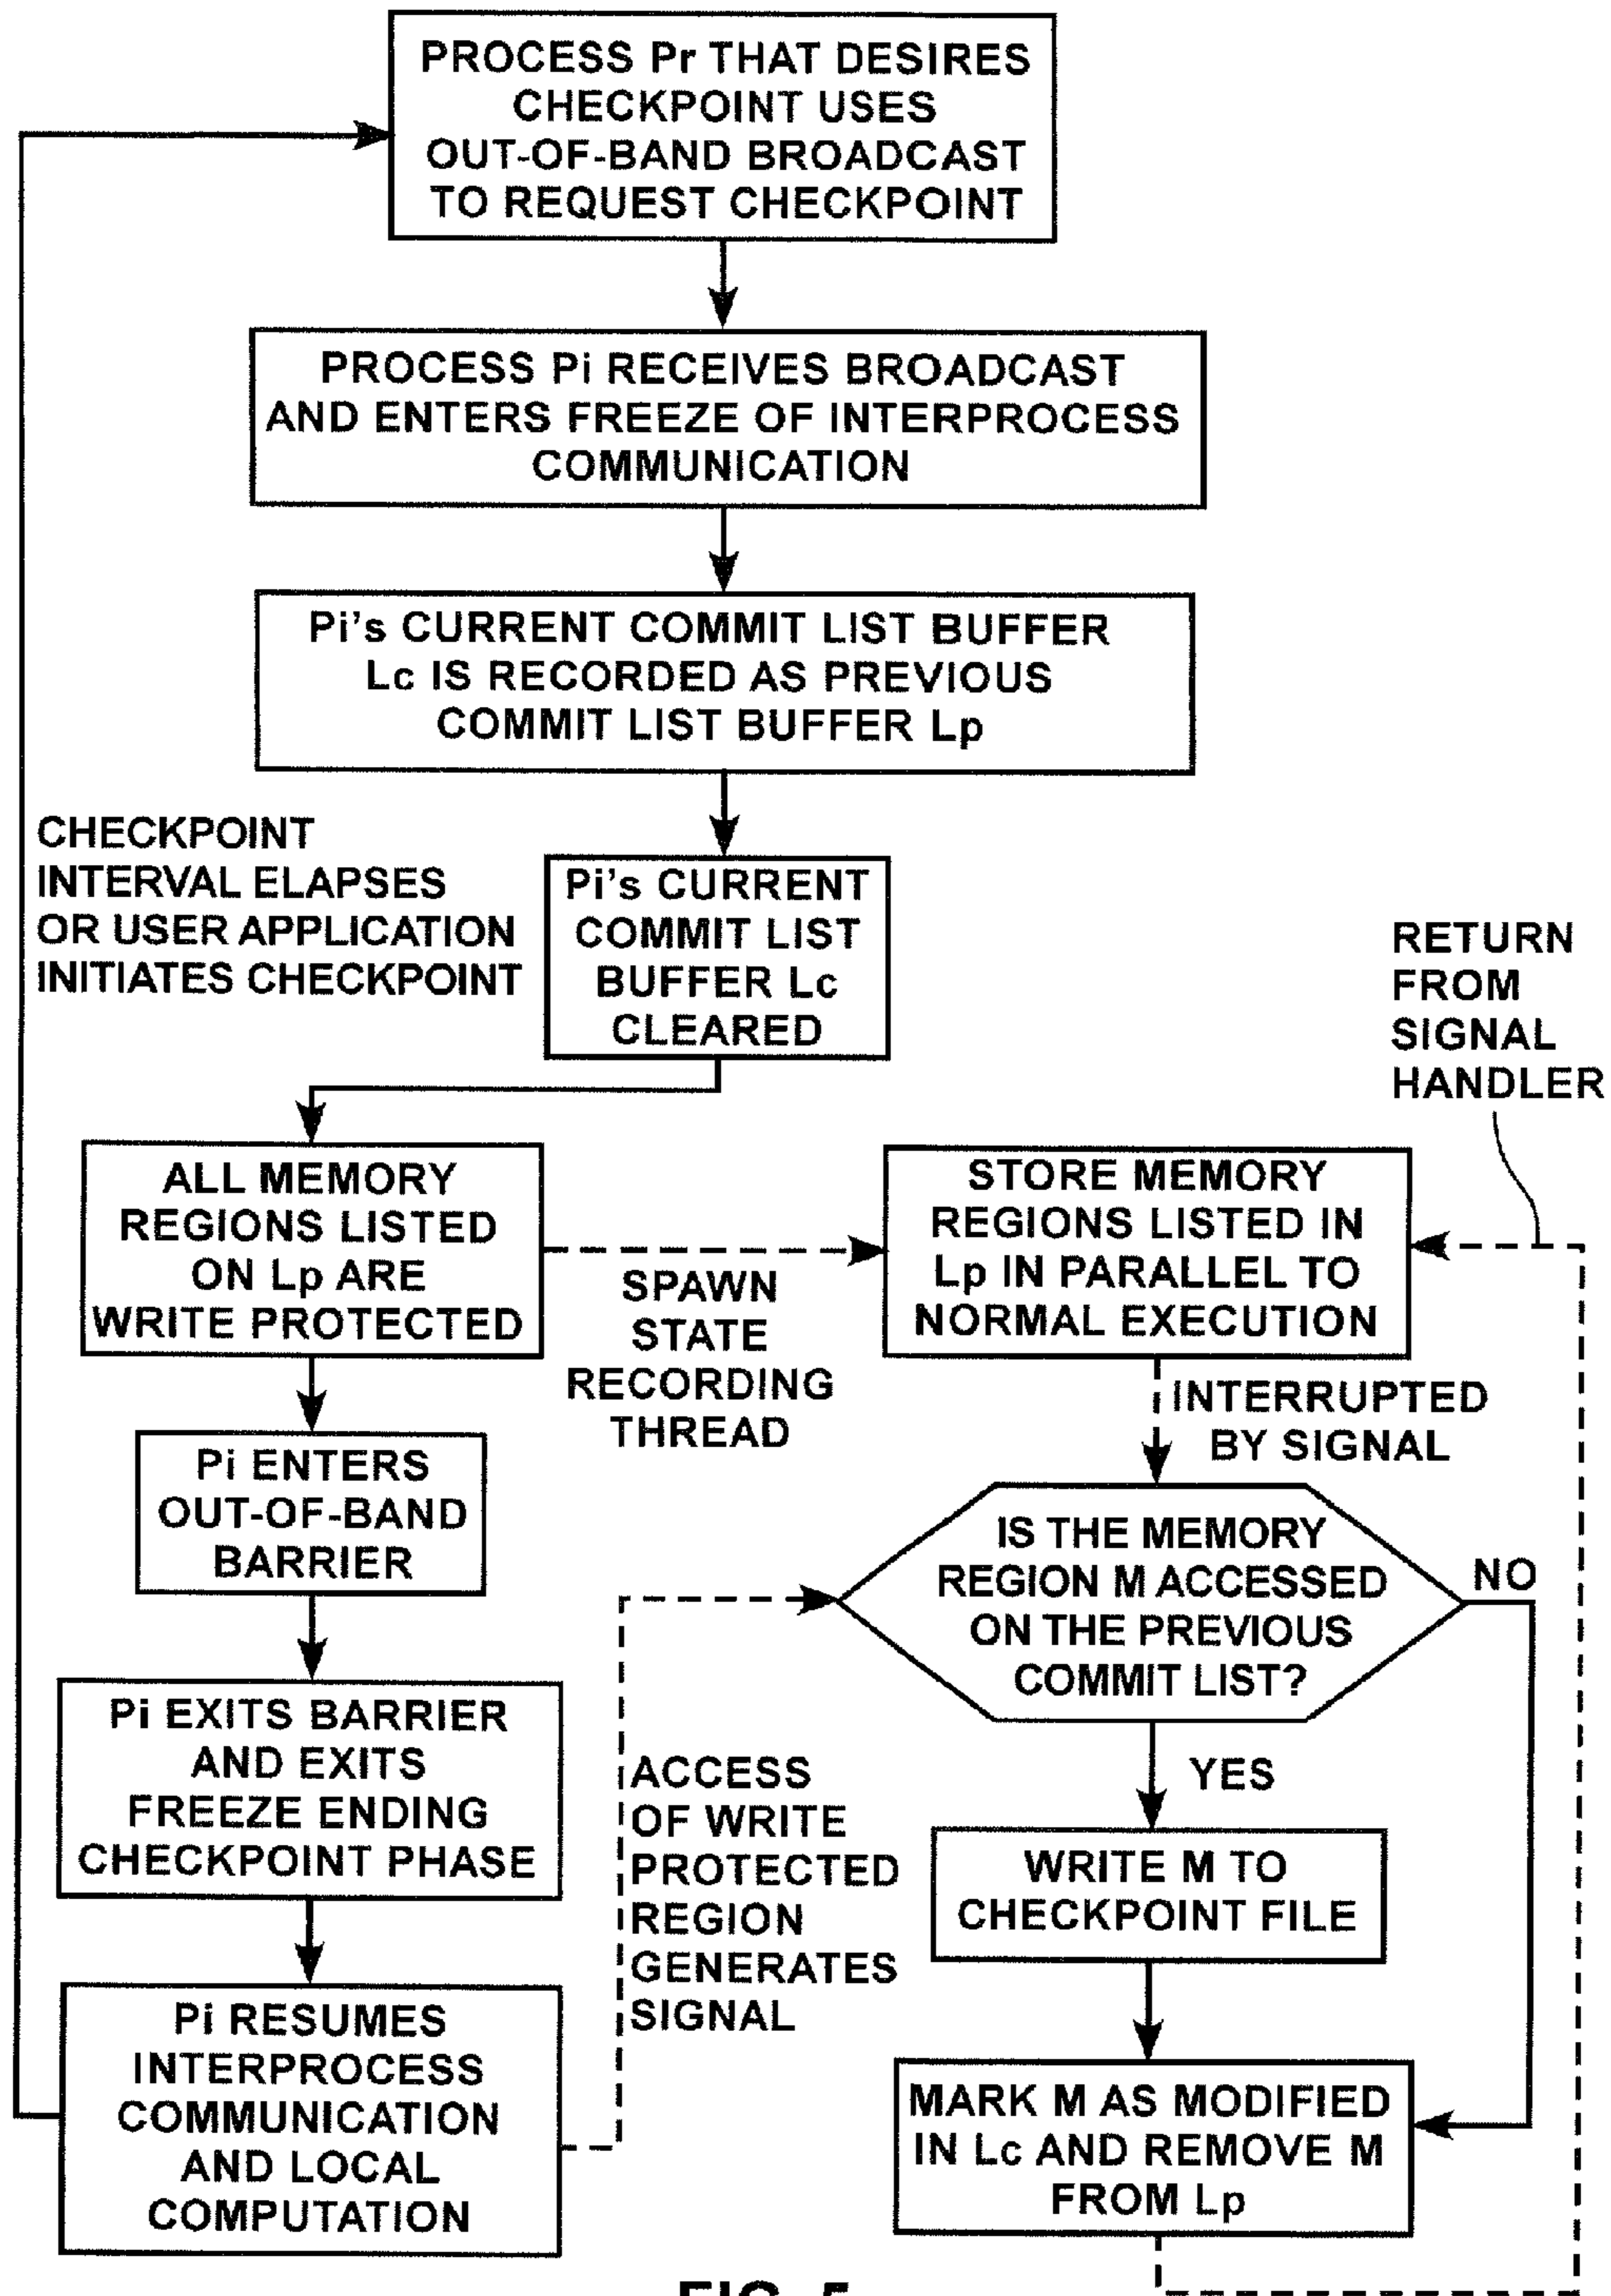 PROCESS Pr THAT DESIRES
CHECKPOINT USES
OUT-OF-BAND BROADCAST
TO REQUEST CHECKPOINT
PROCESS Pi RECEIVES BROADCAST
AND ENTERS FREEZE OF INTERPROCESS
COMMUNICATION
Pi's CURRENT COMMIT LIST BUFFER
Lc IS RECORDED AS PREVIOUS
COMMIT LIST BUFFER Lp
CHECKPOINT
INTERVAL ELAPSES
OR USER APPLICATION
INITIATES CHECKPOINT
Pi's CURRENT
COMMIT LIST
BUFFER Lc
CLEARED
RETURN
FROM
SIGNAL
HANDLER
ALL MEMORY
REGIONS LISTED
ON Lp ARE
WRITE PROTECTED
SPAWN
STATE
RECORDING
THREAD
STORE MEMORY
REGIONS LISTED IN
Lp IN PARALLEL TO
NORMAL EXECUTION
INTERRUPTED
BY SIGNAL
Pi ENTERS
OUT-OF-BAND
BARRIER
IS THE MEMORY
REGION M ACCESSED
ON THE PREVIOUS
COMMIT LIST?
NO
YES
Pi EXITS BARRIER
AND EXITS
FREEZE ENDING
CHECKPOINT PHASE
ACCESS
OF WRITE
PROTECTED
REGION
GENERATES
SIGNAL
WRITE M TO
CHECKPOINT FILE
Pi RESUMES
INTERPROCESS
COMMUNICATION
AND LOCAL
COMPUTATION
MARK M AS MODIFIED
IN Lc AND REMOVE M
FROM Lp
FIG. 5